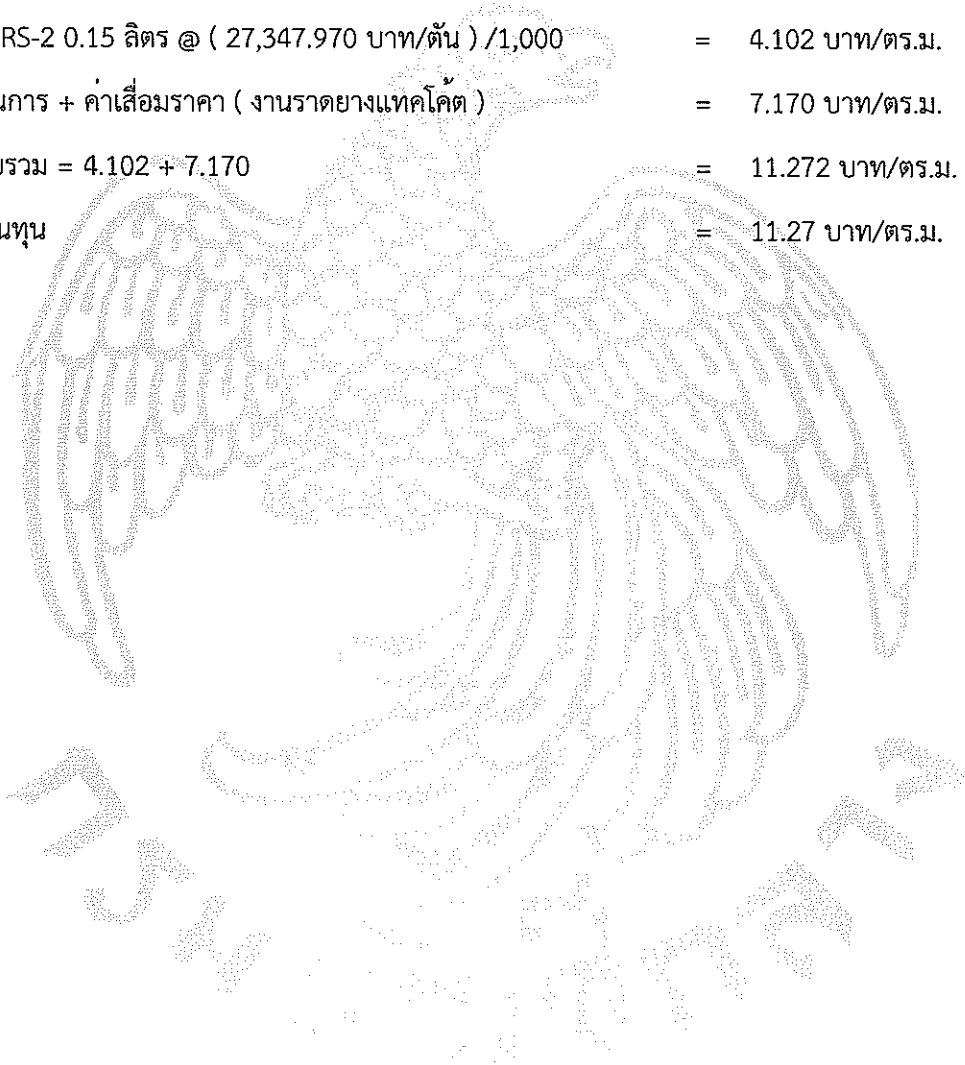 RS-2 0.15 ลิตร @ ( 27,347.970 บาท/ตัน ) /1,000 = 4.102 บาท/ตร.ม.
นการ + ค่าเสื่อมราคา ( งานราดยางแทคโค้ต ) = 7.170 บาท/ตร.ม.
รวม = 4.102 + 7.170 = 11.272 บาท/ตร.ม.
นทุน = 11.27 บาท/ตร.ม.